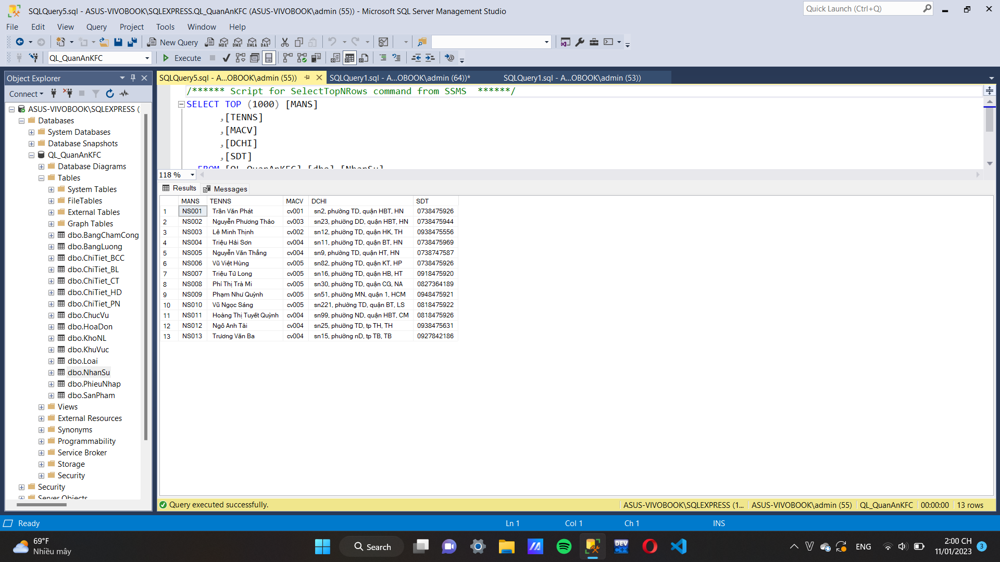 SQLQuery5.sql - ASUS-VIVOBOOK\SQLEXPRESS.QL_QuanAnKFC (ASUS-VIVOBOOK\admin (55)) - Microsoft SQL Server Management Studio
Quick Launch (Ctrl+Q)
File Edit View Query Project Tools Window Help
New Query MDX DMX XMLA DAX
QL_QuanAnKFC Execute
Object Explorer
Connect
ASUS-VIVOBOOK\SQLEXPRESS (
Databases
System Databases
Database Snapshots
QL_QuanAnKFC
Database Diagrams
Tables
System Tables
FileTables
External Tables
Graph Tables
dbo.BangChamCong
dbo.BangLuong
dbo.ChiTiet_BCC
dbo.ChiTiet_BL
dbo.ChiTiet_CT
dbo.ChiTiet_HD
dbo.ChiTiet_PN
dbo.ChucVu
dbo.HoaDon
dbo.KhoNL
dbo.KhuVuc
dbo.Loai
dbo.NhanSu
dbo.PhieuNhap
dbo.SanPham
Views
External Resources
Synonyms
Programmability
Service Broker
Storage
Security
Security
Server Objects
SQLQuery5.sql - A...OBOOK\admin (55)) SQLQuery1.sql - A...OBOOK\admin (64))* SQLQuery1.sql - A...OBOOK\admin (53))
/****** Script for SelectTopNRows command from SSMS ******/
SELECT TOP (1000) [MANS]
,[TENNS]
,[MACV]
,[DCHI]
,[SDT]
FROM [QL_QuanAnKFC].[dbo].[NhanSu]
118 %
Results Messages
MANS TENNS MACV DCHI SDT
1 NS001 Trần Văn Phát cv001 sn2, phường TD, quận HBT, HN 0738475926
2 NS002 Nguyễn Phương Thảo cv003 sn23, phường DD, quận HBT, HN 0738475944
3 NS003 Lê Minh Thịnh cv002 sn12, phường TD, quận HK, TH 0938475556
4 NS004 Triệu Hải Sơn cv004 sn11, phường TD, quận BT, HN 0738475969
5 NS005 Nguyễn Văn Thắng cv004 sn9, phường TD, quận HT, HN 0738747587
6 NS006 Vũ Việt Hùng cv005 sn82, phường TD, quận KT, HP 0738475926
7 NS007 Triệu Tử Long cv005 sn16, phường TD, quận HB, HT 0918475920
8 NS008 Phí Thị Trà Mi cv005 sn30, phường TD, quận CG, NA 0827364189
9 NS009 Phạm Như Quỳnh cv005 sn51, phường MN, quận 1, HCM 0948475921
10 NS010 Vũ Ngọc Sáng cv005 sn221, phường TD, quận BT, LS 0818475922
11 NS011 Hoàng Thị Tuyết Quỳnh cv004 sn99, phường ND, quận HBT, CM 0818475926
12 NS012 Ngô Anh Tài cv004 sn25, phường TD, tp TH, TH 0938475631
13 NS013 Trương Văn Ba cv004 sn15, phường nD, tp TB, TB 0927842186
Query executed successfully. ASUS-VIVOBOOK\SQLEXPRESS (1... ASUS-VIVOBOOK\admin (55) QL_QuanAnKFC 00:00:00 13 rows
Ready Ln 1 Col 1 Ch 1 INS
69°F
Nhiều mây
Search
DEV C++
ENG
2:00 CH
11/01/2023
3